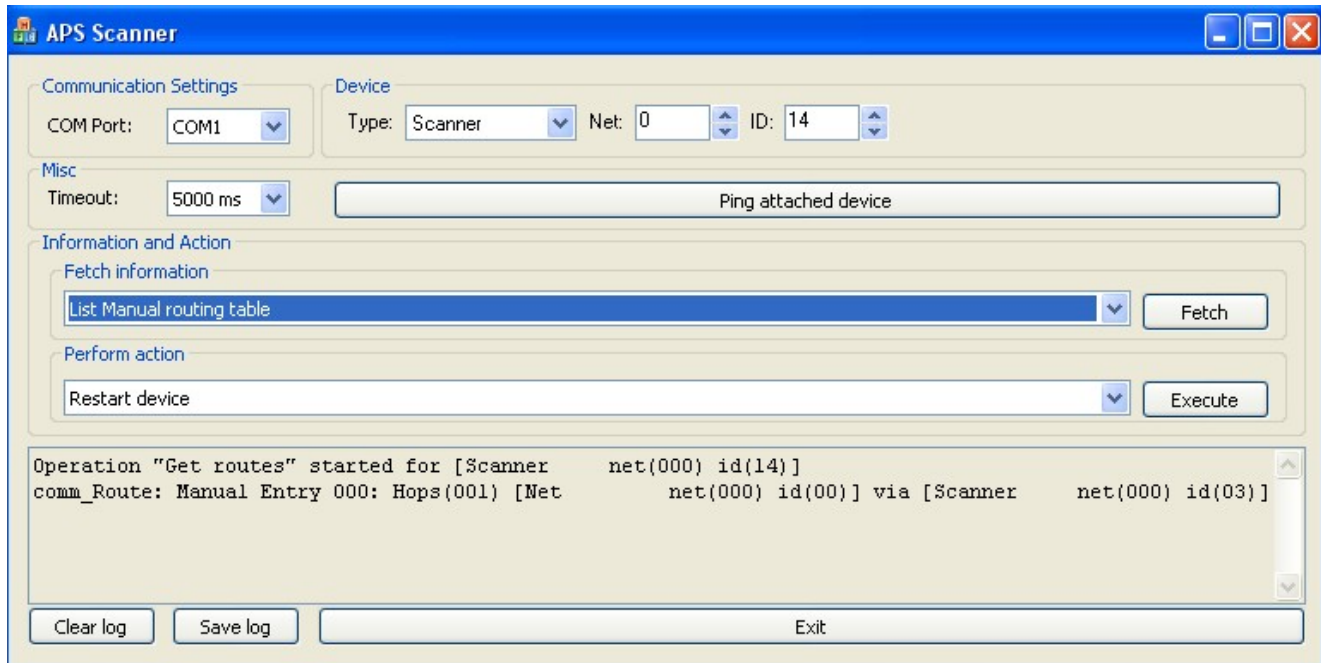 APS Scanner
Communication Settings
COM Port: COM1
Device
Type: Scanner Net: 0 ID: 14
Misc
Timeout: 5000 ms Ping attached device
Information and Action
Fetch information
List Manual routing table Fetch
Perform action
Restart device Execute
Operation "Get routes" started for [Scanner     net(000) id(14)]
comm_Route: Manual Entry 000: Hops(001) [Net         net(000) id(00)] via [Scanner     net(000) id(03)]
Clear log Save log Exit